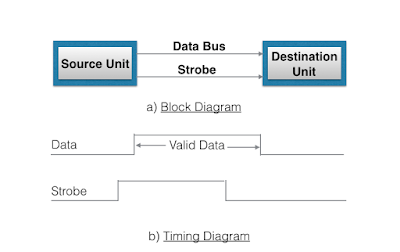 Data Bus
Source Unit
Strobe
Destination
Unit
a) Block Diagram
Data
Valid Data
Strobe
b) Timing Diagram